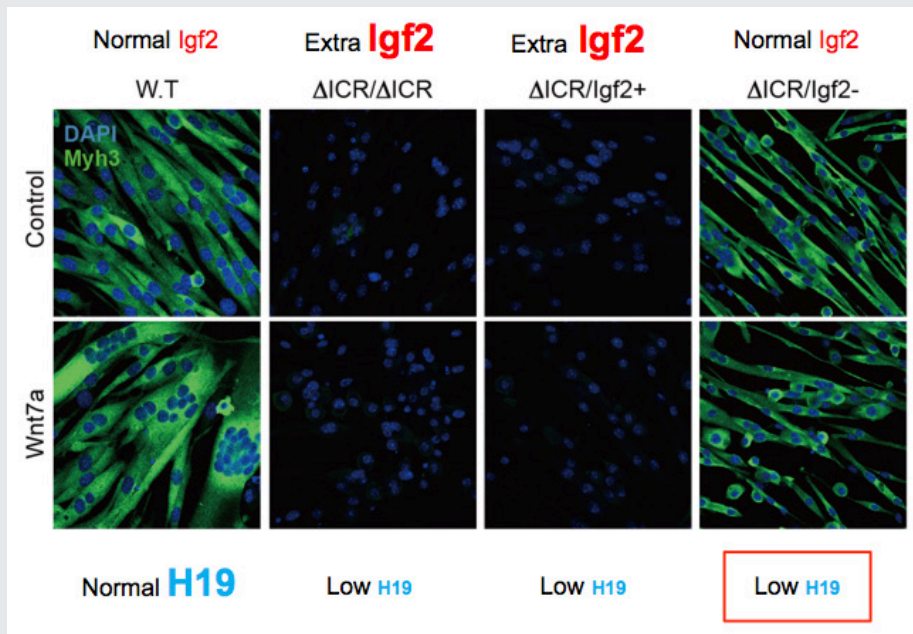 Normal Igf2 Extra Igf2 Extra Igf2 Normal Igf2
W.T ΔICR/ΔICR ΔICR/Igf2+ ΔICR/Igf2-
DAPI
Myh3
Control
Wnt7a
Normal H19 Low H19 Low H19 Low H19